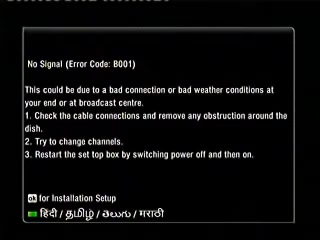 No Signal (Error Code: B001)
This could be due to a bad connection or bad weather conditions at
your end or at broadcast centre.
1. Check the cable connections and remove any obstruction around the
dish.
2. Try to change channels.
3. Restart the set top box by switching power off and then on.
ok for Installation Setup
हिंदी / தமிழ் / తెలుగు / मराठी